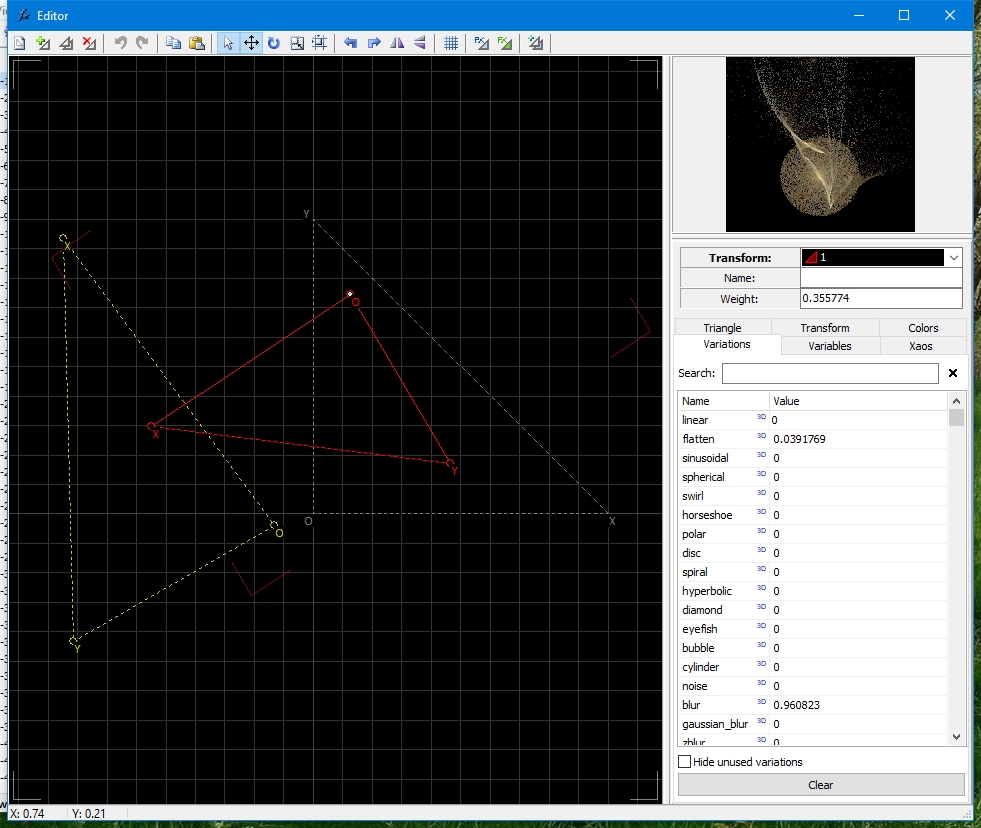 Editor
Y
X
O
X
Y
O
X
O
Y
Transform: 1
Name:
Weight: 0.355774
Triangle Transform Colors
Variations Variables Xaos
Search:
Name Value
linear 3D 0
flatten 3D 0.0391769
sinusoidal 3D 0
spherical 3D 0
swirl 3D 0
horseshoe 3D 0
polar 3D 0
disc 3D 0
spiral 3D 0
hyperbolic 3D 0
diamond 3D 0
eyefish 3D 0
bubble 3D 0
cylinder 3D 0
noise 3D 0
blur 3D 0.960823
gaussian_blur 3D 0
zblur 3D 0
Hide unused variations
Clear
X: 0.74 Y: 0.21